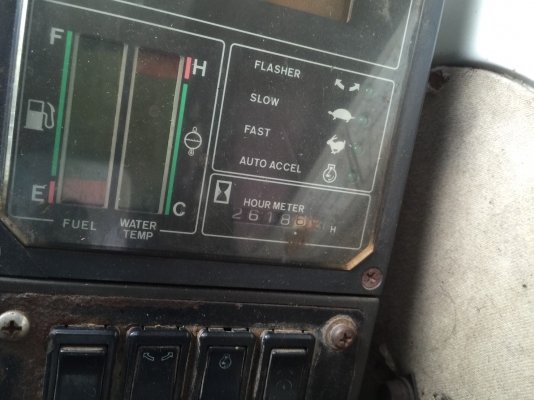 F
H
E
C
FUEL
WATER
TEMP
FLASHER
SLOW
FAST
AUTO ACCEL
HOUR METER
H